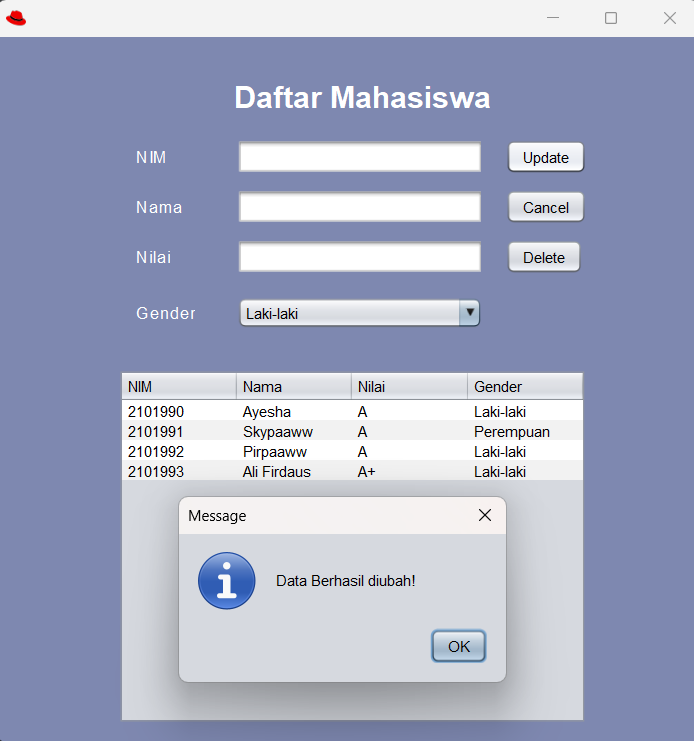 Daftar Mahasiswa
NIM
Update
Nama
Cancel
Nilai
Delete
Gender
Laki-laki
NIM Nama Nilai Gender
2101990 Ayesha A Laki-laki
2101991 Skypaaww A Perempuan
2101992 Pirpaaww A Laki-laki
2101993 Ali Firdaus A+ Laki-laki
Message
Data Berhasil diubah!
OK